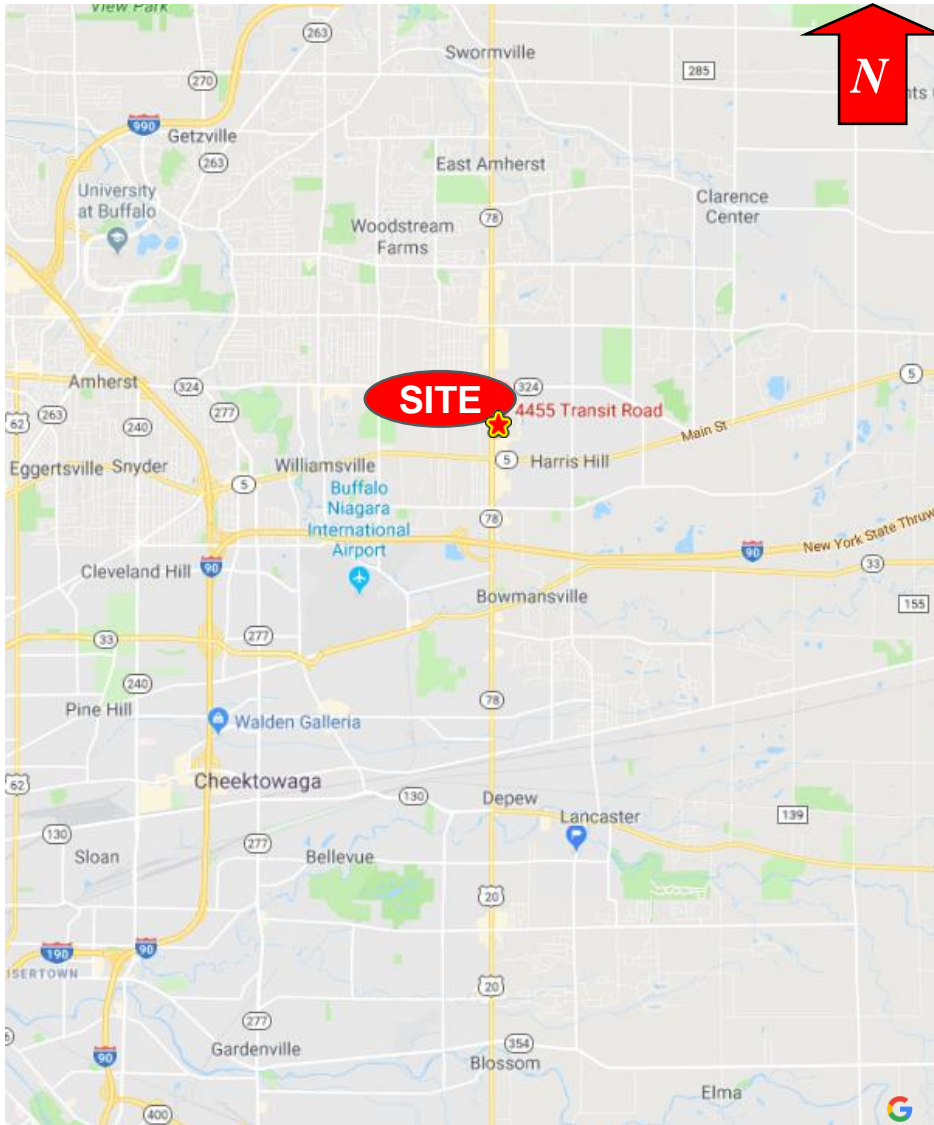 View Park
263
Swormville
285
N
nts
270
990
Getzville
263
East Amherst
University
at Buffalo
Clarence
Center
78
Woodstream
Farms
5
Amherst
324
SITE
324
4455 Transit Road
62
263
277
240
Main St
Eggertsville
Snyder
Williamsville
5
Harris Hill
5
Buffalo
Niagara
International
Airport
78
New York State Thruw
90
33
Cleveland Hill
90
Bowmansville
155
33
277
240
78
Pine Hill
Walden Galleria
62
Cheektowaga
130
Depew
Lancaster
139
130
Sloan
277
Bellevue
20
190
90
ISERTOWN
20
277
354
Gardenville
90
Blossom
Elma
400
G